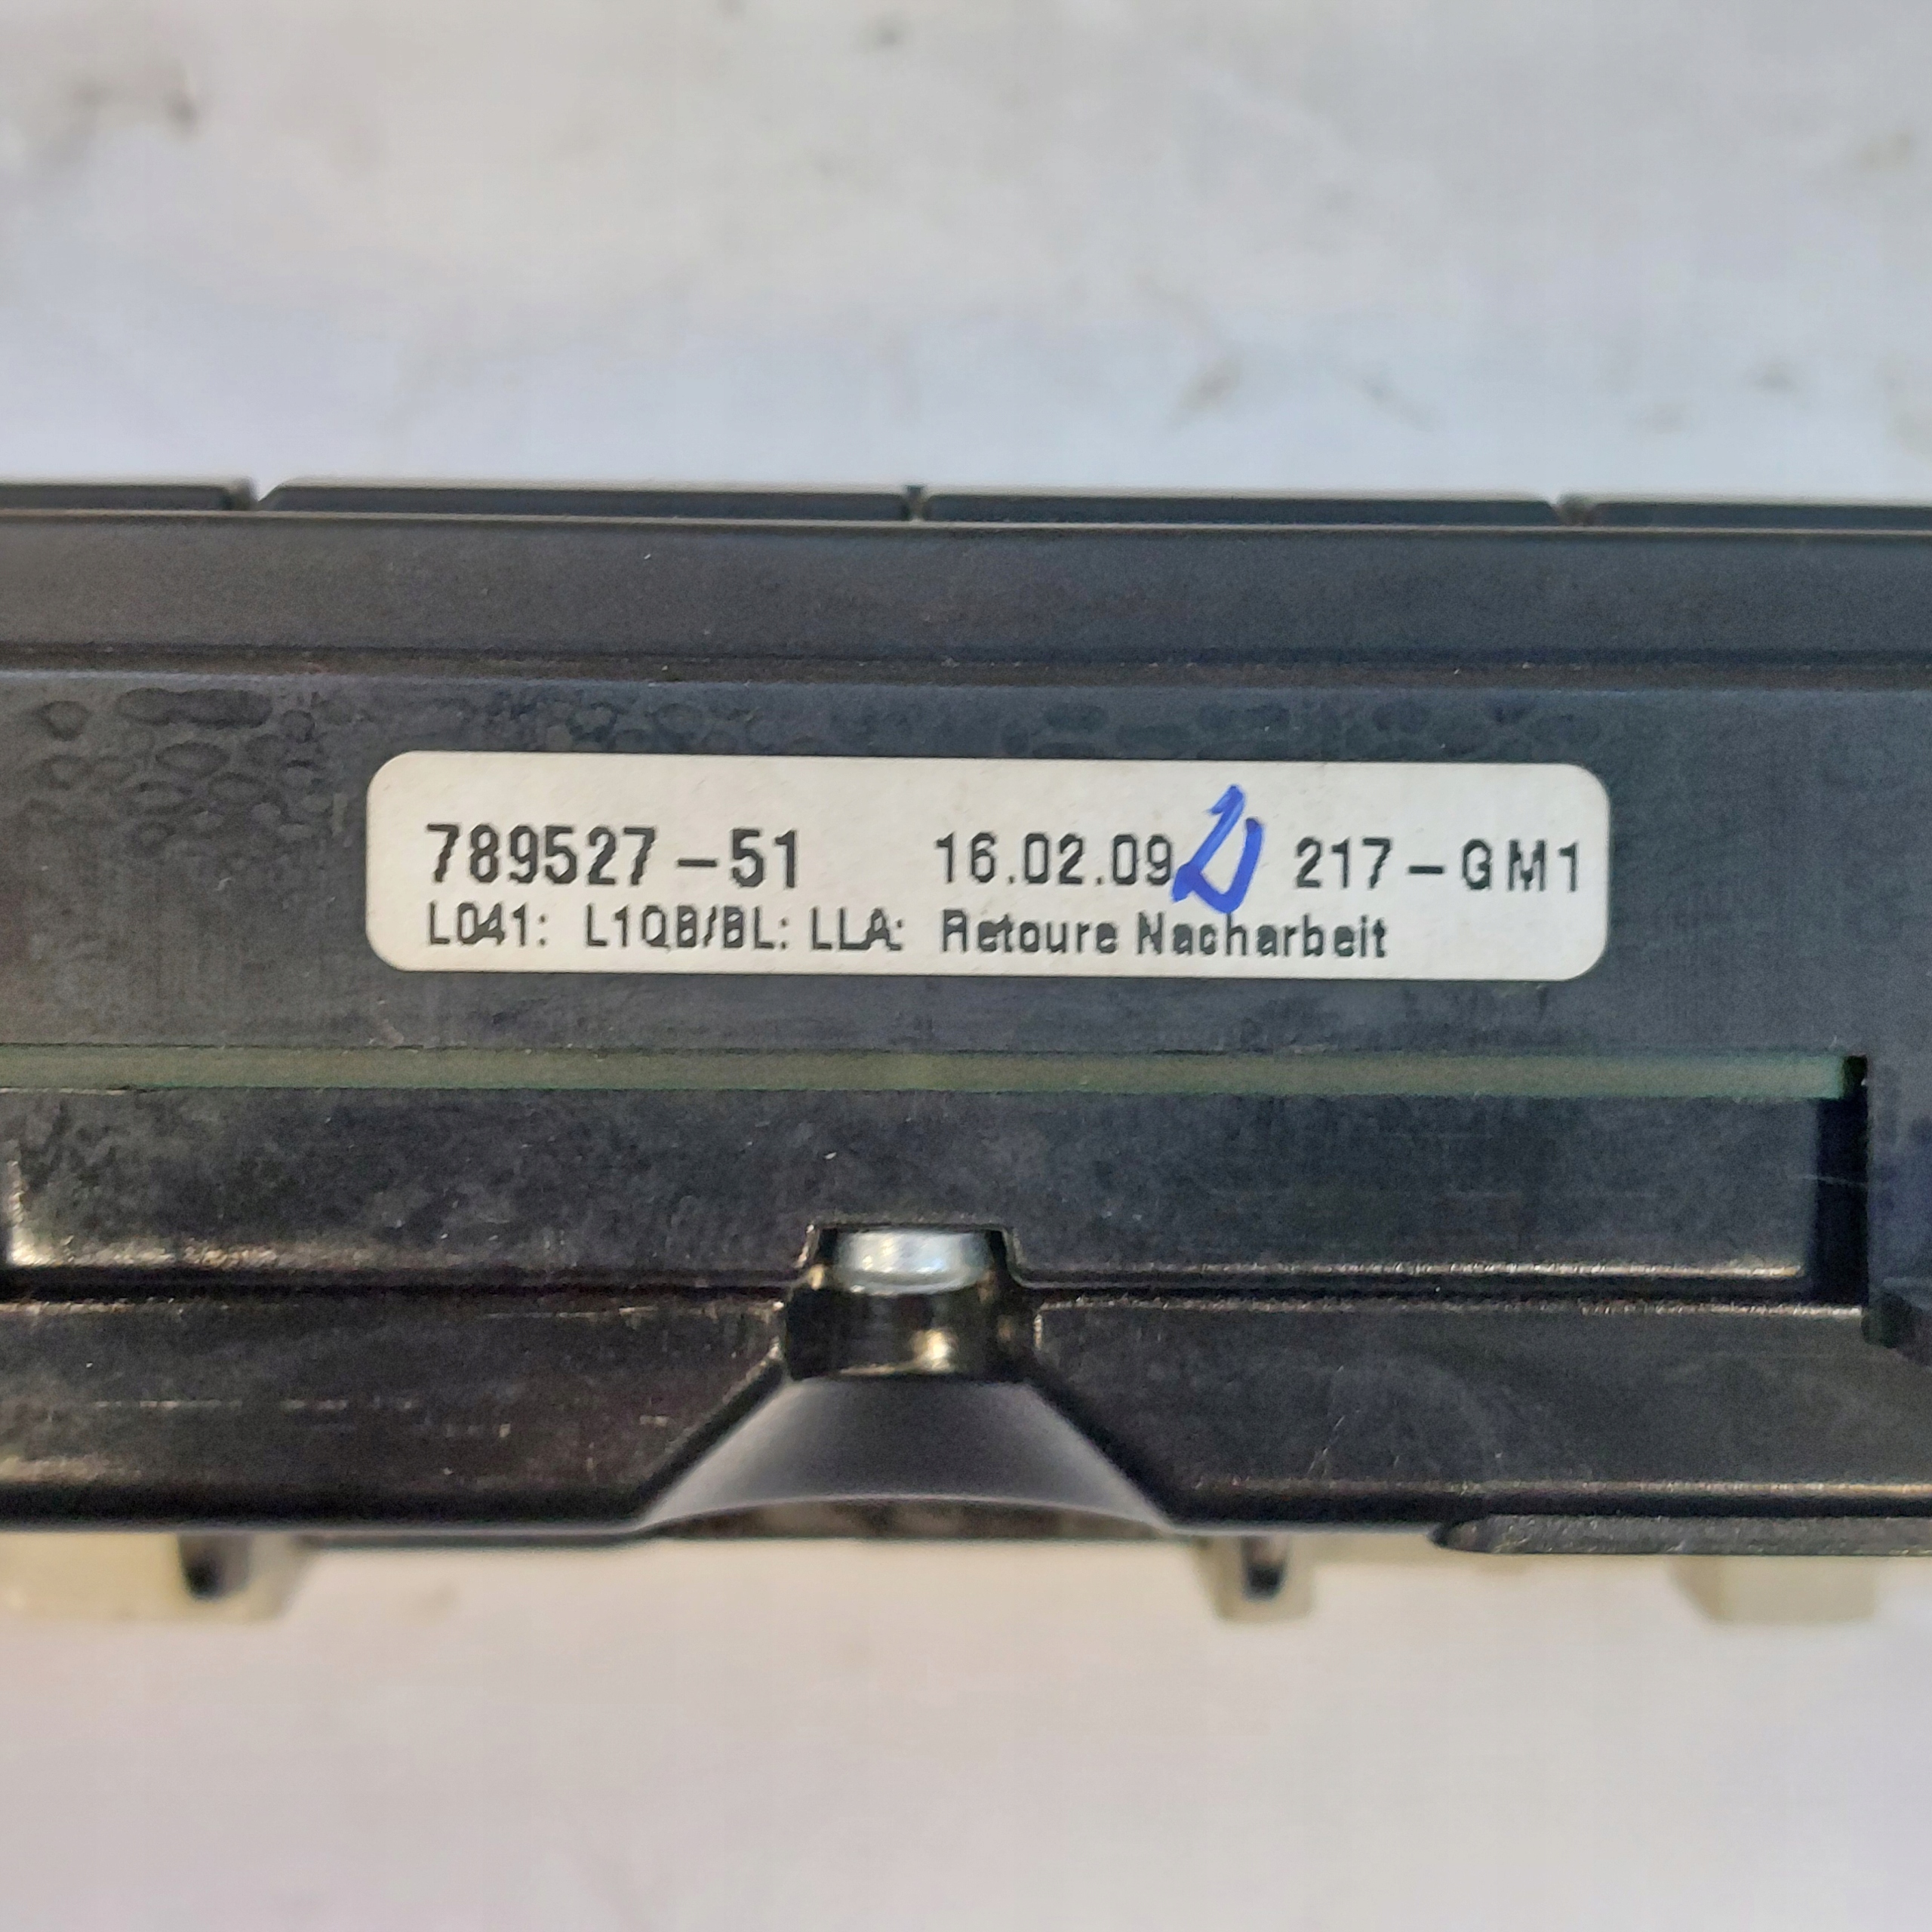 789527-51 16.02.09 217-GM1
L041: L1QB/BL: LLA: Retoure Nacharbeit